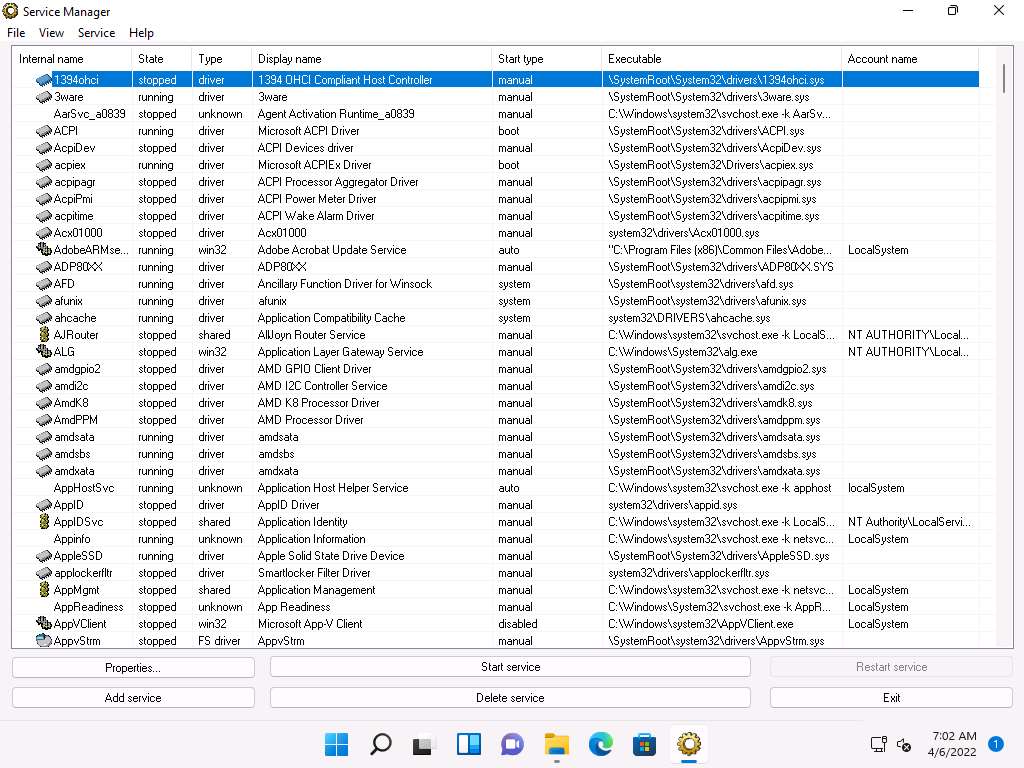 Service Manager
File View Service Help
Internal name State Type Display name Start type Executable Account name
1394ohci stopped driver 1394 OHCI Compliant Host Controller manual \SystemRoot\System32\drivers\1394ohci.sys
3ware running driver 3ware manual \SystemRoot\System32\drivers\3ware.sys
AarSvc_a0839 stopped unknown Agent Activation Runtime_a0839 manual C:\Windows\system32\svchost.exe -k AarSv...
ACPI running driver Microsoft ACPI Driver boot \SystemRoot\System32\drivers\ACPI.sys
AcpiDev stopped driver ACPI Devices driver manual \SystemRoot\System32\drivers\AcpiDev.sys
acpiex running driver Microsoft ACPIEx Driver boot \SystemRoot\System32\Drivers\acpiex.sys
acpipagr stopped driver ACPI Processor Aggregator Driver manual \SystemRoot\System32\drivers\acpipagr.sys
AcpiPmi stopped driver ACPI Power Meter Driver manual \SystemRoot\System32\drivers\acpipmi.sys
acpitime stopped driver ACPI Wake Alarm Driver manual \SystemRoot\System32\drivers\acpitime.sys
Acx01000 stopped driver Acx01000 manual system32\drivers\Acx01000.sys
AdobeARMse... running win32 Adobe Acrobat Update Service auto "C:\Program Files (x86)\Common Files\Adobe... LocalSystem
ADP80XX running driver ADP80XX manual \SystemRoot\System32\drivers\ADP80XX.SYS
AFD running driver Ancillary Function Driver for Winsock system \SystemRoot\system32\drivers\afd.sys
afunix running driver afunix system \SystemRoot\system32\drivers\afunix.sys
ahcache running driver Application Compatibility Cache system system32\DRIVERS\ahcache.sys
AJRouter stopped shared AllJoyn Router Service manual C:\Windows\system32\svchost.exe -k LocalS... NT AUTHORITY\Local...
ALG stopped win32 Application Layer Gateway Service manual C:\Windows\System32\alg.exe NT AUTHORITY\Local...
amdgpio2 stopped driver AMD GPIO Client Driver manual \SystemRoot\System32\drivers\amdgpio2.sys
amdi2c stopped driver AMD I2C Controller Service manual \SystemRoot\System32\drivers\amdi2c.sys
AmdK8 stopped driver AMD K8 Processor Driver manual \SystemRoot\System32\drivers\amdk8.sys
AmdPPM stopped driver AMD Processor Driver manual \SystemRoot\System32\drivers\amdppm.sys
amdsata running driver amdsata manual \SystemRoot\System32\drivers\amdsata.sys
amdsbs running driver amdsbs manual \SystemRoot\System32\drivers\amdsbs.sys
amdxata running driver amdxata manual \SystemRoot\System32\drivers\amdxata.sys
AppHostSvc running unknown Application Host Helper Service auto C:\Windows\system32\svchost.exe -k apphost localSystem
AppID stopped driver AppID Driver manual system32\drivers\appid.sys
AppIDSvc stopped shared Application Identity manual C:\Windows\system32\svchost.exe -k LocalS... NT Authority\LocalServi...
Appinfo running unknown Application Information manual C:\Windows\system32\svchost.exe -k netsvc... LocalSystem
AppleSSD running driver Apple Solid State Drive Device manual \SystemRoot\System32\drivers\AppleSSD.sys
applockerfltr stopped driver Smartlocker Filter Driver manual system32\drivers\applockerfltr.sys
AppMgmt stopped shared Application Management manual C:\Windows\system32\svchost.exe -k netsvc... LocalSystem
AppReadiness stopped unknown App Readiness manual C:\Windows\System32\svchost.exe -k AppR... LocalSystem
AppVClient stopped win32 Microsoft App-V Client disabled C:\Windows\system32\AppVClient.exe LocalSystem
AppvStrm stopped FS driver AppvStrm manual \SystemRoot\system32\drivers\AppvStrm.sys
Properties... Start service Restart service
Add service Delete service Exit
7:02 AM
4/6/2022
1